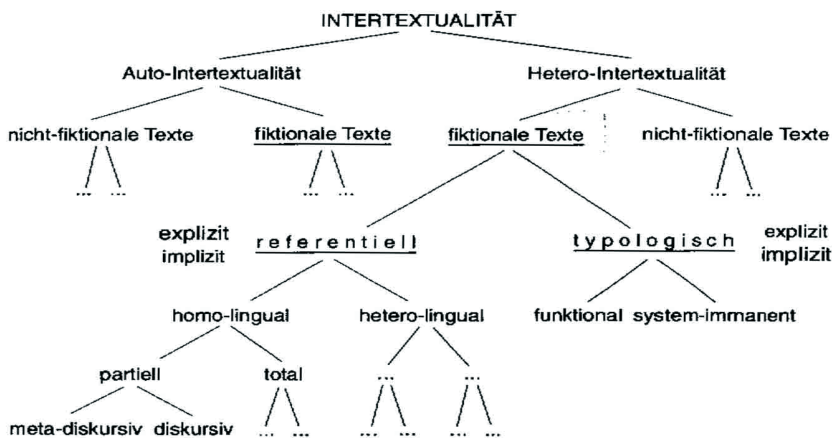 INTERTEXTUALITÄT
Auto-Intertextualität Hetero-Intertextualität
nicht-fiktionale Texte fiktionale Texte fiktionale Texte nicht-fiktionale Texte
... ... ... ... ... ...
explizit referentiell typologisch explizit
implizit implizit
homo-lingual hetero-lingual funktional system-immanent
partiell total ... ...
meta-diskursiv diskursiv ... ... ... ... ... ...